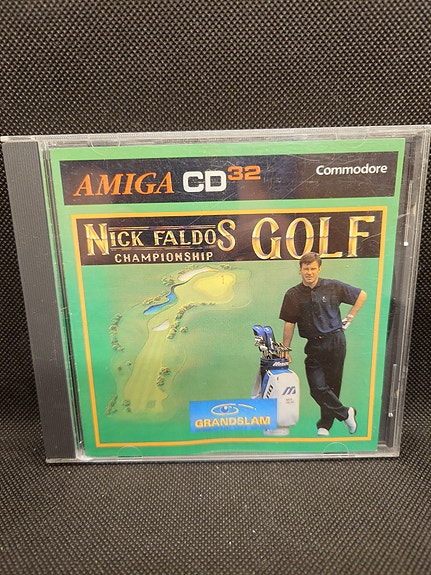 AMIGA CD32
Commodore
NICK FALDOS GOLF
CHAMPIONSHIP
GRANDSLAM